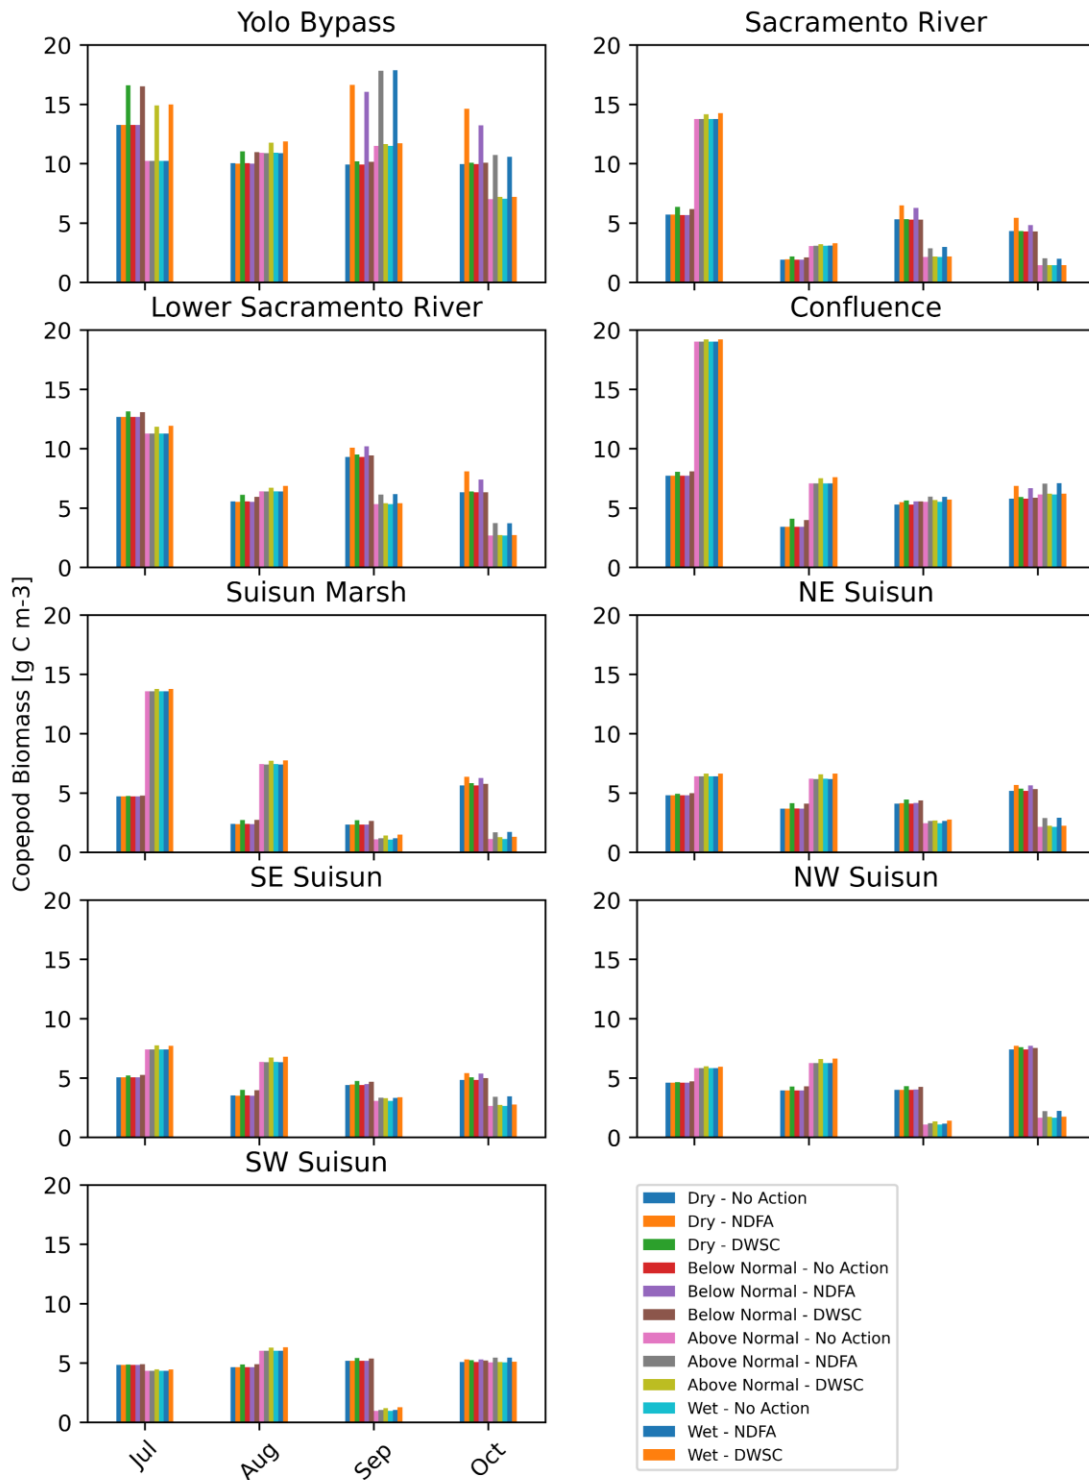 Yolo Bypass
20
15
10
5
0
Sacramento River
20
15
10
5
0
Lower Sacramento River
20
15
10
5
0
Confluence
20
15
10
5
0
Copepod Biomass [g C m-3]
Suisun Marsh
20
15
10
5
0
NE Suisun
20
15
10
5
0
SE Suisun
20
15
10
5
0
NW Suisun
20
15
10
5
0
SW Suisun
20
15
10
5
0
Jul
Aug
Sep
Oct
Dry - No Action
Dry - NDFA
Dry - DWSC
Below Normal - No Action
Below Normal - NDFA
Below Normal - DWSC
Above Normal - No Action
Above Normal - NDFA
Above Normal - DWSC
Wet - No Action
Wet - NDFA
Wet - DWSC